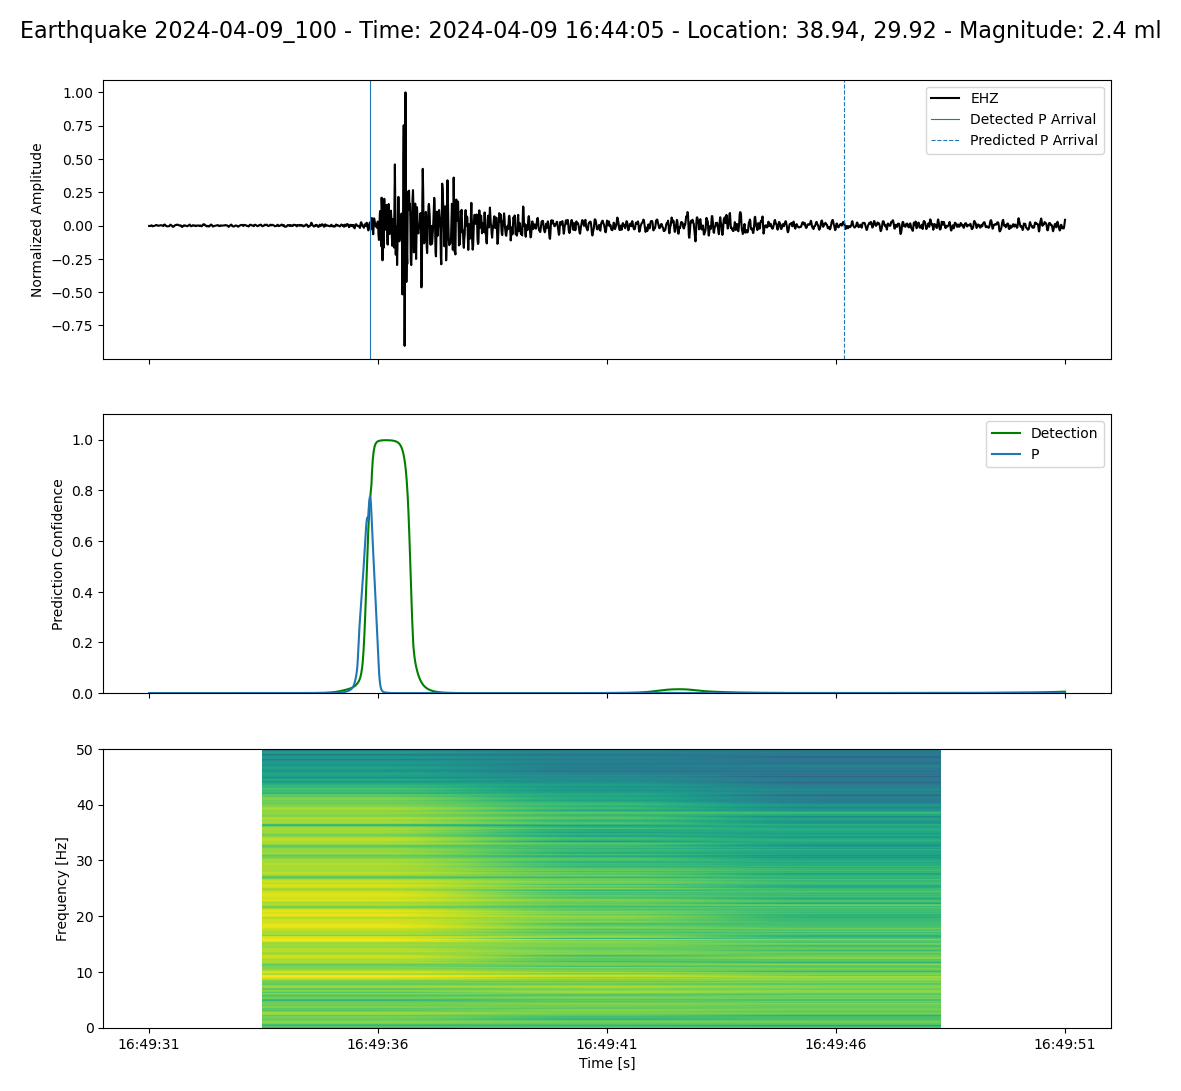 Earthquake 2024-04-09_100 - Time: 2024-04-09 16:44:05 - Location: 38.94, 29.92 - Magnitude: 2.4 ml
Normalized Amplitude
1.00
0.75
0.50
0.25
0.00
−0.25
−0.50
−0.75
EHZ
Detected P Arrival
Predicted P Arrival
Prediction Confidence
1.0
0.8
0.6
0.4
0.2
0.0
Detection
P
Frequency [Hz]
50
40
30
20
10
0
16:49:31
16:49:36
16:49:41
16:49:46
16:49:51
Time [s]